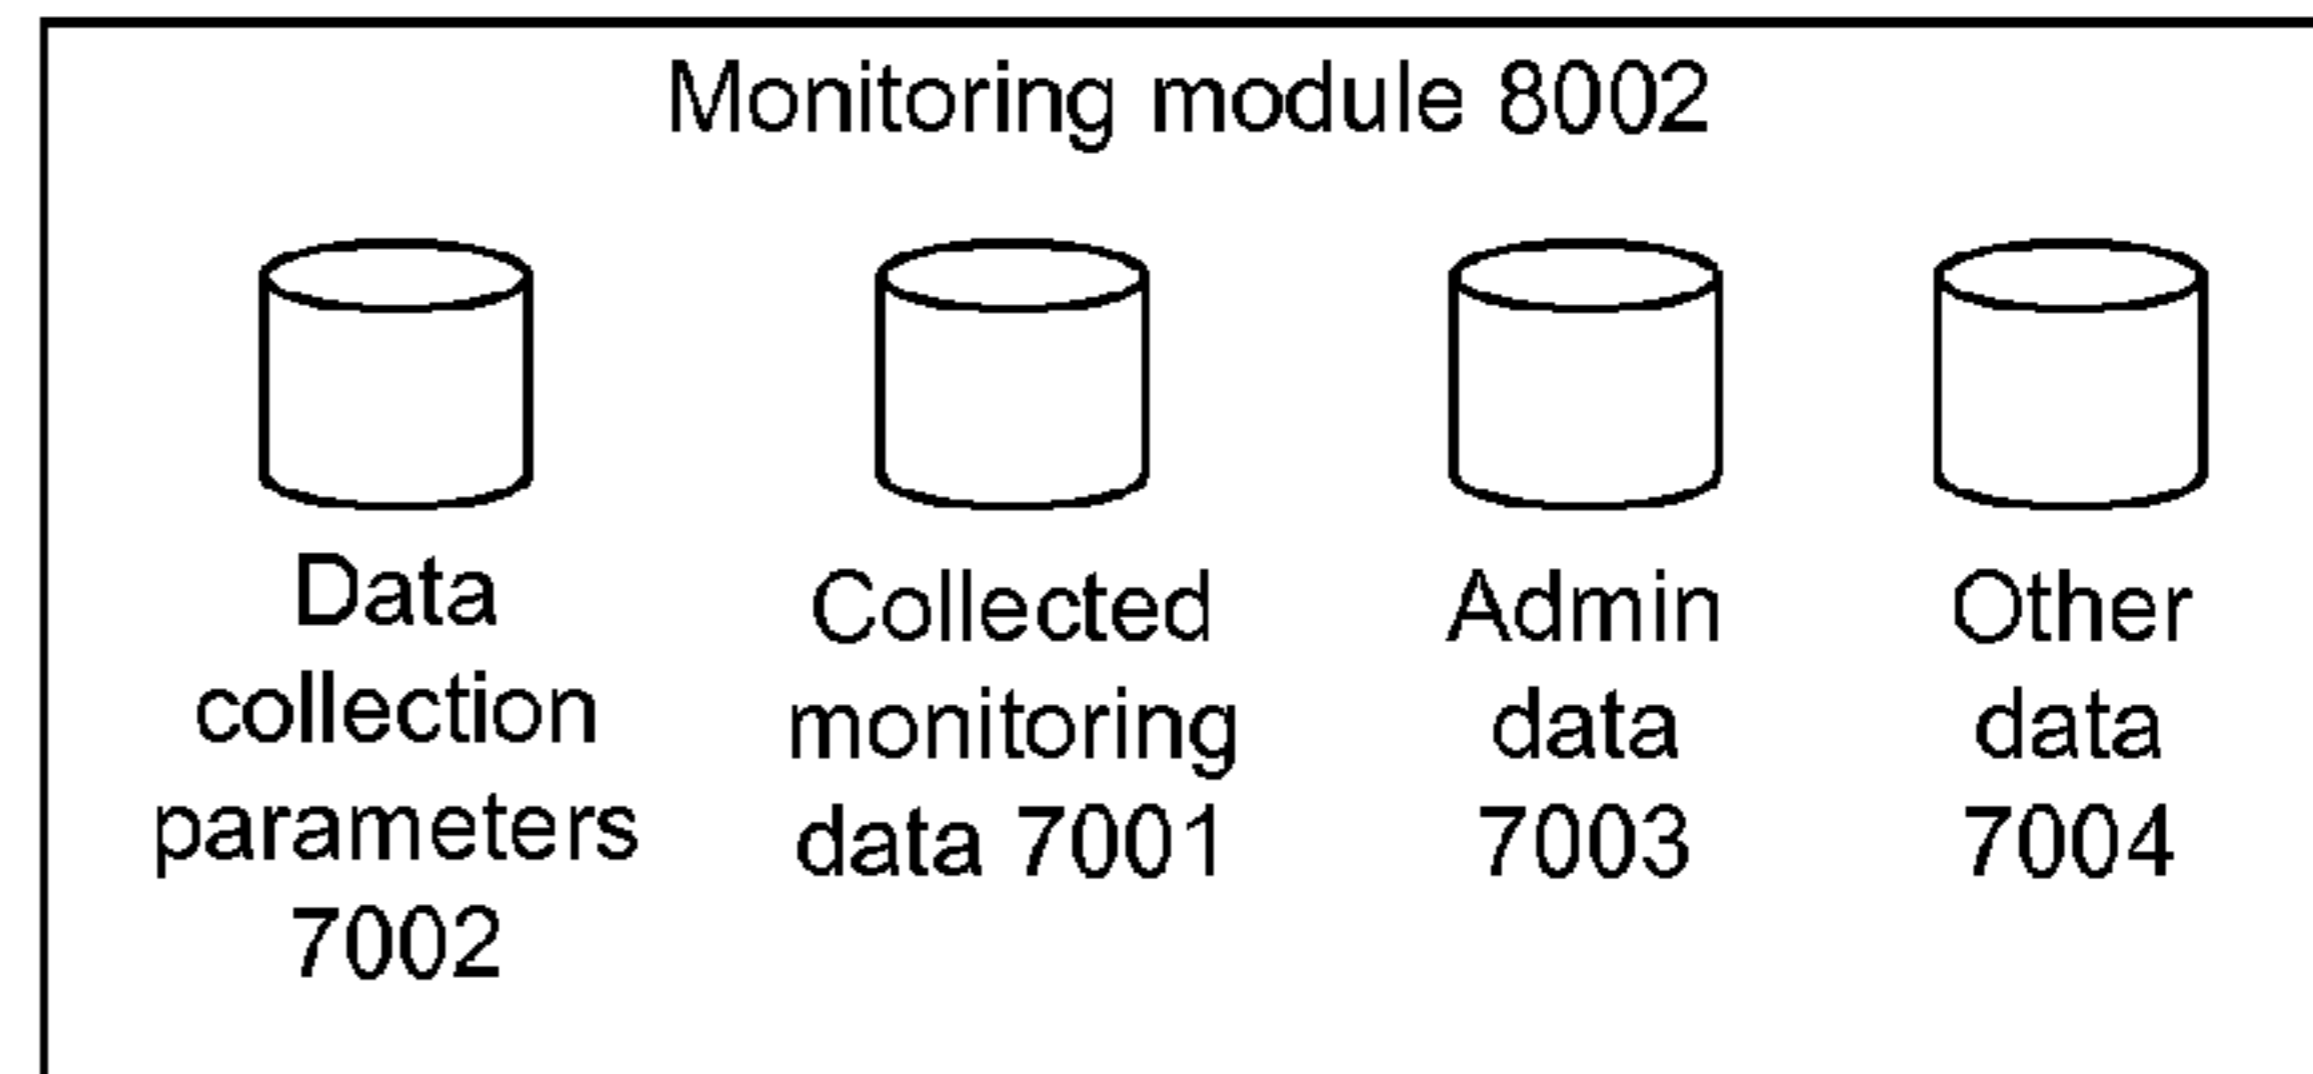 Monitoring module 8002
Data
collection
parameters
7002
Collected
monitoring
data 7001
Admin
data
7003
Other
data
7004